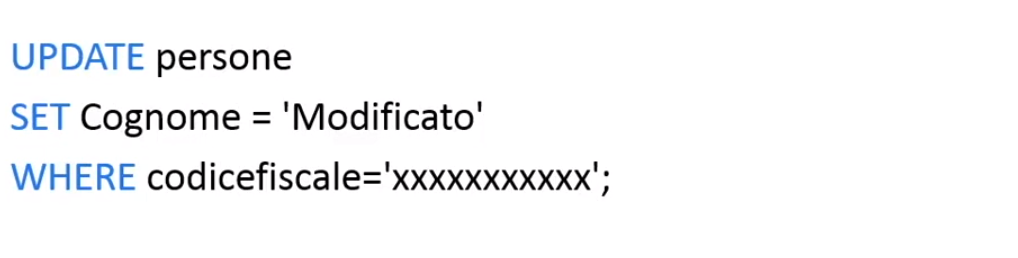 UPDATE persone
SET Cognome = 'Modificato'
WHERE codicefiscale='xxxxxxxxxxx';